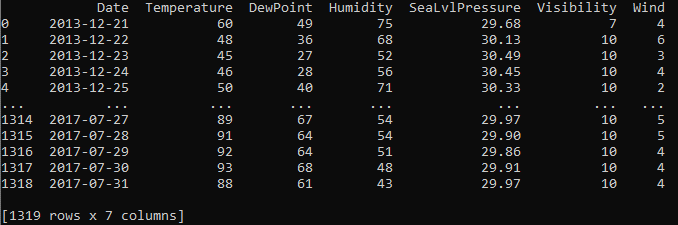 Date Temperature DewPoint Humidity SeaLvlPressure Visibility Wind
0 2013-12-21 60 49 75 29.68 7 4
1 2013-12-22 48 36 68 30.13 10 6
2 2013-12-23 45 27 52 30.49 10 3
3 2013-12-24 46 28 56 30.45 10 4
4 2013-12-25 50 40 71 30.33 10 2
... ... ... ... ... ... ... ...
1314 2017-07-27 89 67 54 29.97 10 5
1315 2017-07-28 91 64 54 29.90 10 5
1316 2017-07-29 92 64 51 29.86 10 4
1317 2017-07-30 93 68 48 29.91 10 4
1318 2017-07-31 88 61 43 29.97 10 4
[1319 rows x 7 columns]